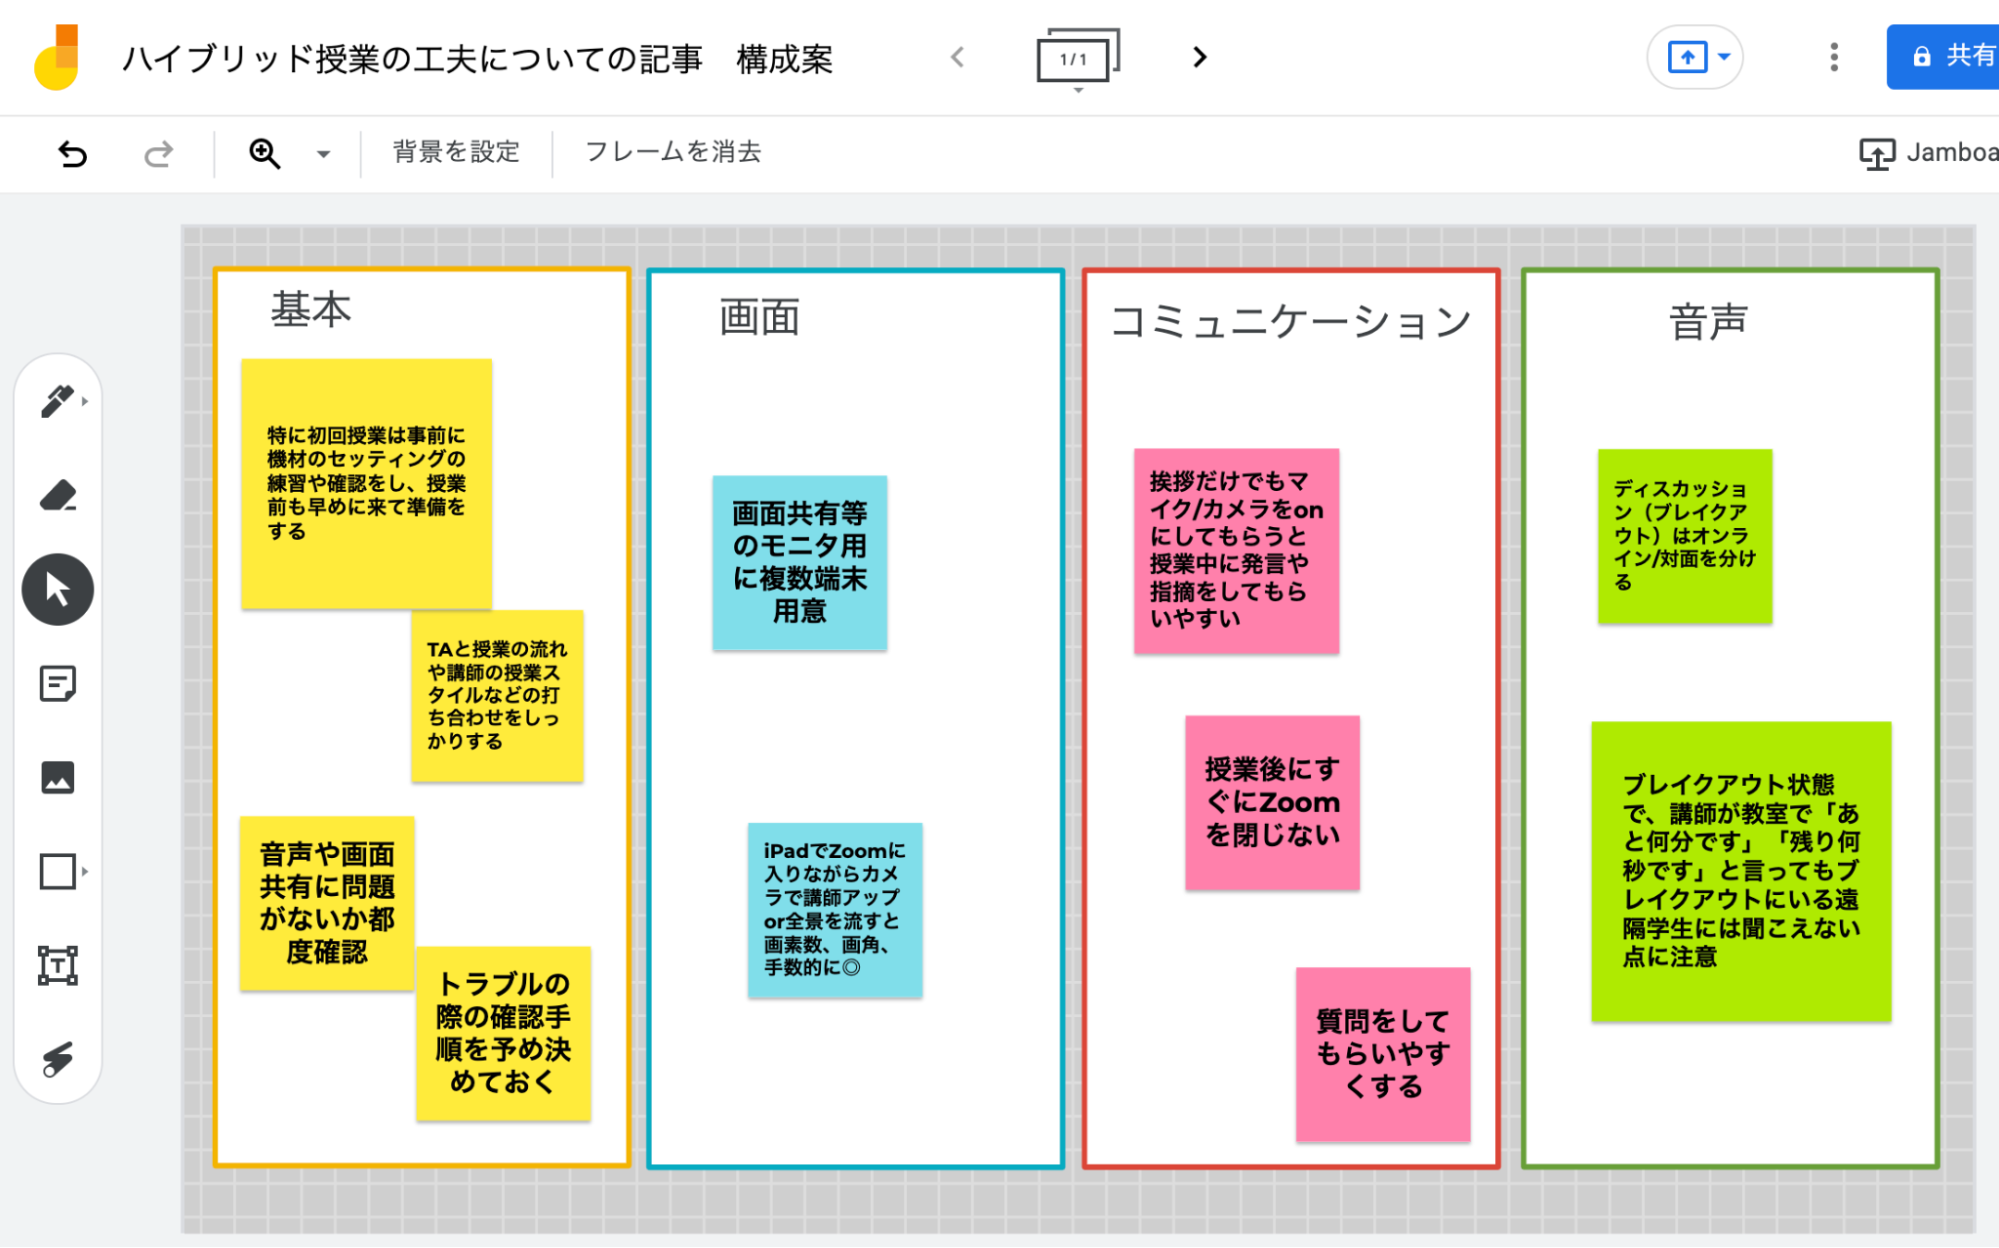 ハイブリッド授業の工夫についての記事　構成案
1/1
共有
背景を設定
フレームを消去
Jamboa
基本
特に初回授業は事前に
機材のセッティングの
練習や確認をし、授業
前も早めに来て準備を
する
TAと授業の流れ
や講師の授業ス
タイルなどの打
ち合わせをしっ
かりする
音声や画面
共有に問題
がないか都
度確認
トラブルの
際の確認手
順を予め決
めておく
画面
画面共有等
のモニタ用
に複数端末
用意
iPadでZoomに
入りながらカメ
ラで講師アップ
or全景を流すと
画素数、画角、
手数的に◎
コミュニケーション
挨拶だけでもマ
イク/カメラをon
にしてもらうと
授業中に発言や
指摘をしてもら
いやすい
授業後にす
ぐにZoom
を閉じない
質問をして
もらいやす
くする
音声
ディスカッショ
ン（ブレイクア
ウト）はオンラ
イン/対面を分け
る
ブレイクアウト状態
で、講師が教室で「あ
と何分です」「残り何
秒です」と言ってもブ
レイクアウトにいる遠
隔学生には聞こえない
点に注意